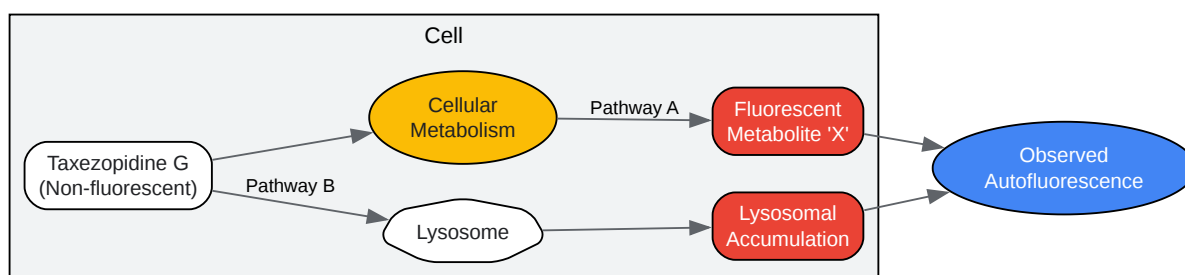 Cell
Cellular
Metabolism
Pathway A
Fluorescent
Metabolite 'X'
Taxezopidine G
(Non-fluorescent)
Pathway B
Lysosome
Lysosomal
Accumulation
Observed
Autofluorescence